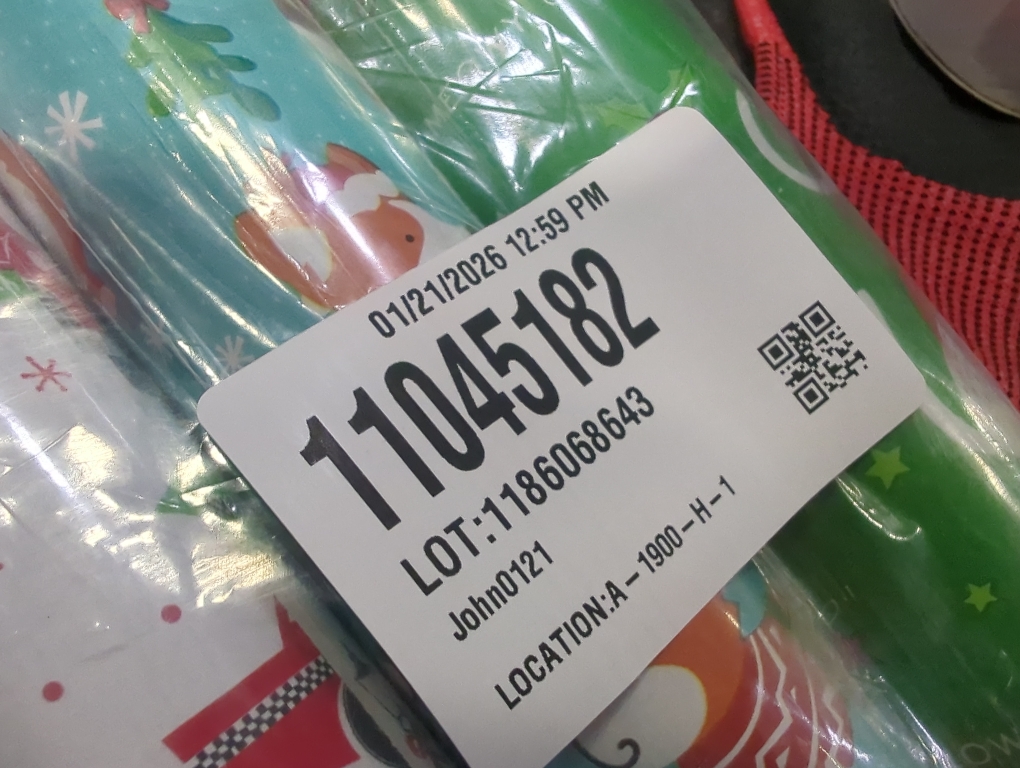 01/21/2026 12:59 PM
11045182
LOT:1186068643
John0121
LOCATION:A-1900-H-1